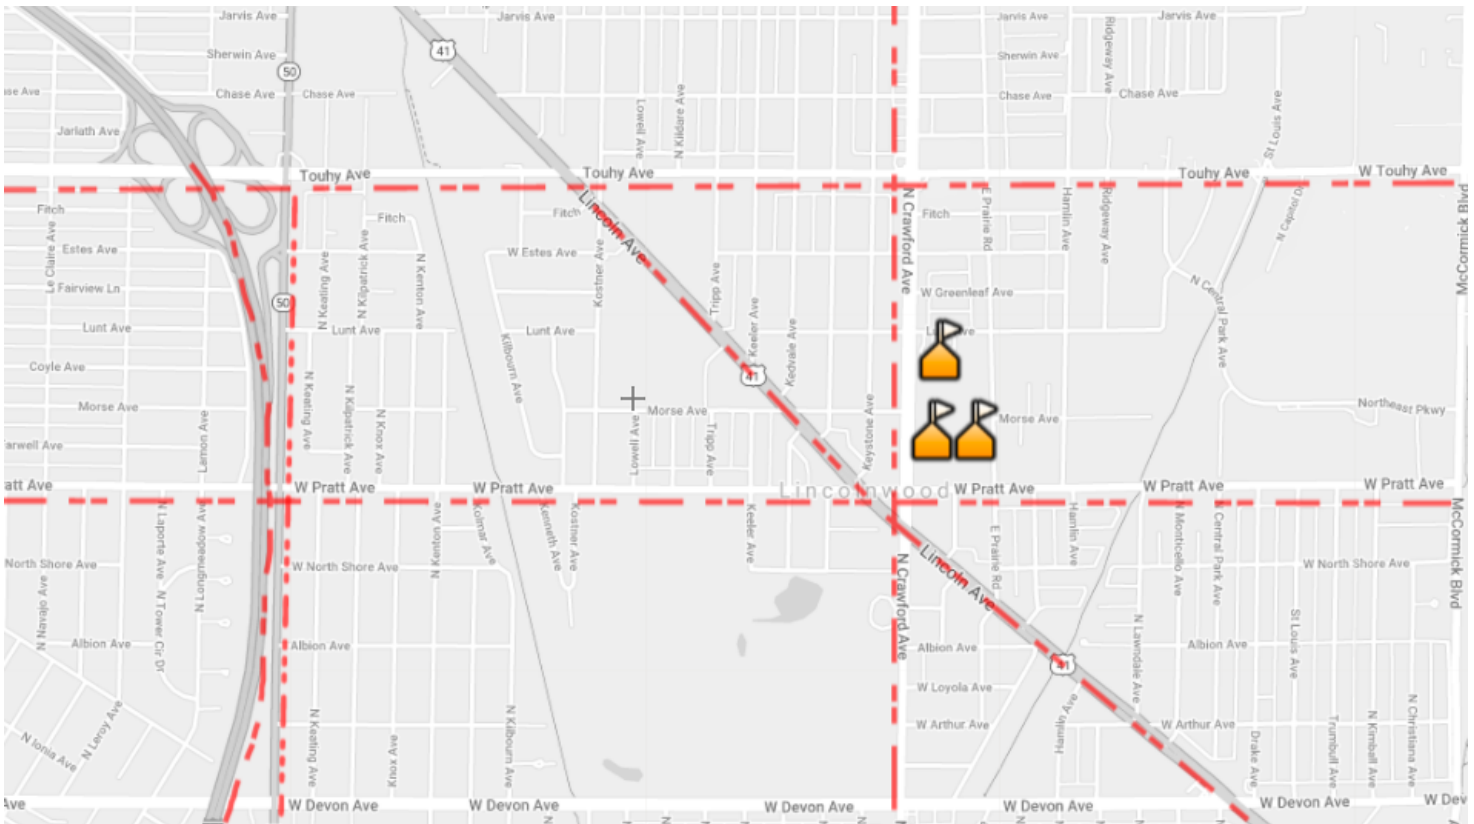 Jarvis Ave
Jarvis Ave
Jarvis Ave
Jarvis Ave
41
Sherwin Ave
Sherwin Ave
Ridgeway Ave
50
Chase Ave
Chase Ave
Chase Ave
Chase Ave
Lowell Ave
N Kildare Ave
St Louis Ave
Jarlath Ave
Touhy Ave
Touhy Ave
Touhy Ave
W Touhy Ave
Fitch
Fitch
Fitch
Fitch
Lincoln Ave
N Crawford Ave
E Prairie Rd
Hamlin Ave
Ridgeway Ave
McCormick Blvd
Le Claire Ave
Estes Ave
W Estes Ave
N Keating Ave
N Kilpatrick Ave
N Kenton Ave
Kostner Ave
Tripp Ave
Fairview Ln
W Greenleaf Ave
N Central Park Ave
50
Lunt Ave
Lunt Ave
Lunt Ave
Keeler Ave
Kedvale Ave
Kilbourn Ave
Coyle Ave
41
Morse Ave
Morse Ave
Morse Ave
Northeast Pkwy
N Keating Ave
N Kilpatrick Ave
N Knox Ave
Lowell Ave
Tripp Ave
Keystone Ave
Lamon Ave
arwell Ave
att Ave
W Pratt Ave
W Pratt Ave
Lincolnwood
W Pratt Ave
W Pratt Ave
W Pratt Ave
N Laporte Ave
N Kenton Ave
Kolmar Ave
Kenneth Ave
Kostner Ave
Keeler Ave
N Crawford Ave
Lincoln Ave
E Prairie Rd
Hamlin Ave
N Monticello Ave
N Central Park Ave
McCormick Blvd
North Shore Ave
W North Shore Ave
W North Shore Ave
N Tower Cir Dr
Albion Ave
Albion Ave
Albion Ave
Albion Ave
N Lawndale Ave
St Louis Ave
41
W Loyola Ave
N Leroy Ave
N Ionia Ave
N Keating Ave
Knox Ave
N Kilbourn Ave
W Arthur Ave
W Arthur Ave
Hamlin Ave
Drake Ave
Trumbull Ave
N Kimball Ave
N Christiana Ave
Ave
W Devon Ave
W Devon Ave
W Devon Ave
W Devon Ave
W Devon Ave
W Dev